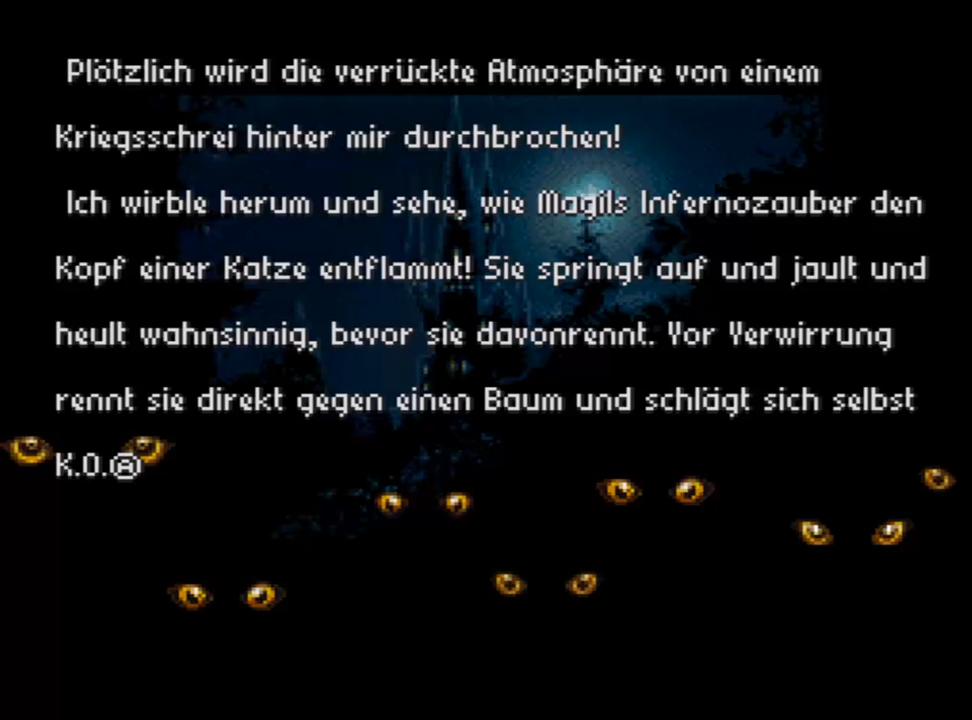 Plötzlich wird die verrückte Atmosphäre von einem
Kriegsschrei hinter mir durchbrochen!
Ich wirble herum und sehe, wie Magils Infernozauber den
Kopf einer Katze entflammt! Sie springt auf und jault und
heult wahnsinnig, bevor sie davonrennt. Vor Verwirrung
rennt sie direkt gegen einen Baum und schlägt sich selbst
K.O.Ⓐ